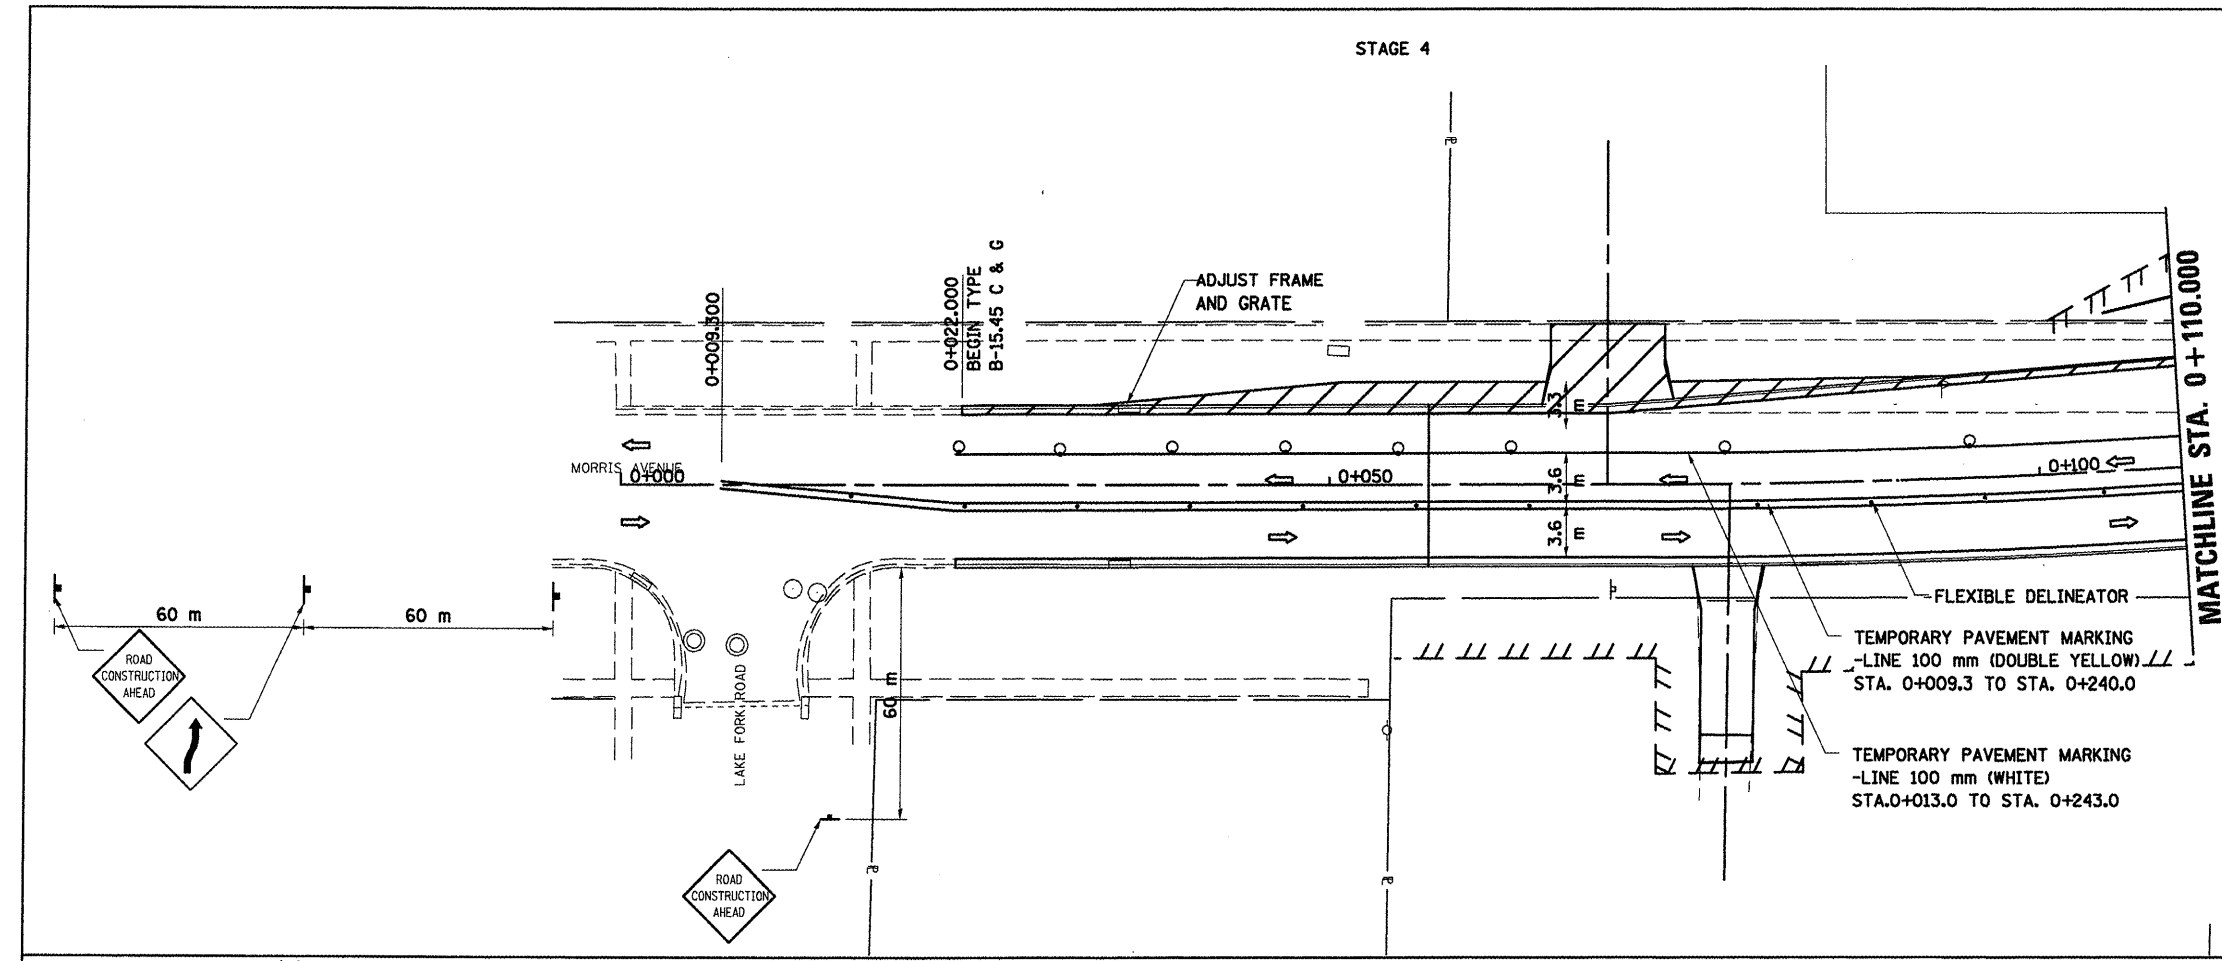 STAGE 4
0+009.300
0+022.000
BEGIN TYPE
B-15.45 C & G
ADJUST FRAME
AND GRATE
MATCHLINE STA. 0+110.000
3.3
m
MORRIS AVENUE
0+000
0+050
3.6
m
0+100
3.6
m
60 m
60 m
ROAD
CONSTRUCTION
AHEAD
LAKE FORK ROAD
60 m
FLEXIBLE DELINEATOR
TEMPORARY PAVEMENT MARKING
-LINE 100 mm (DOUBLE YELLOW)
STA. 0+009.3 TO STA. 0+240.0
TEMPORARY PAVEMENT MARKING
-LINE 100 mm (WHITE)
STA.0+013.0 TO STA. 0+243.0
ROAD
CONSTRUCTION
AHEAD